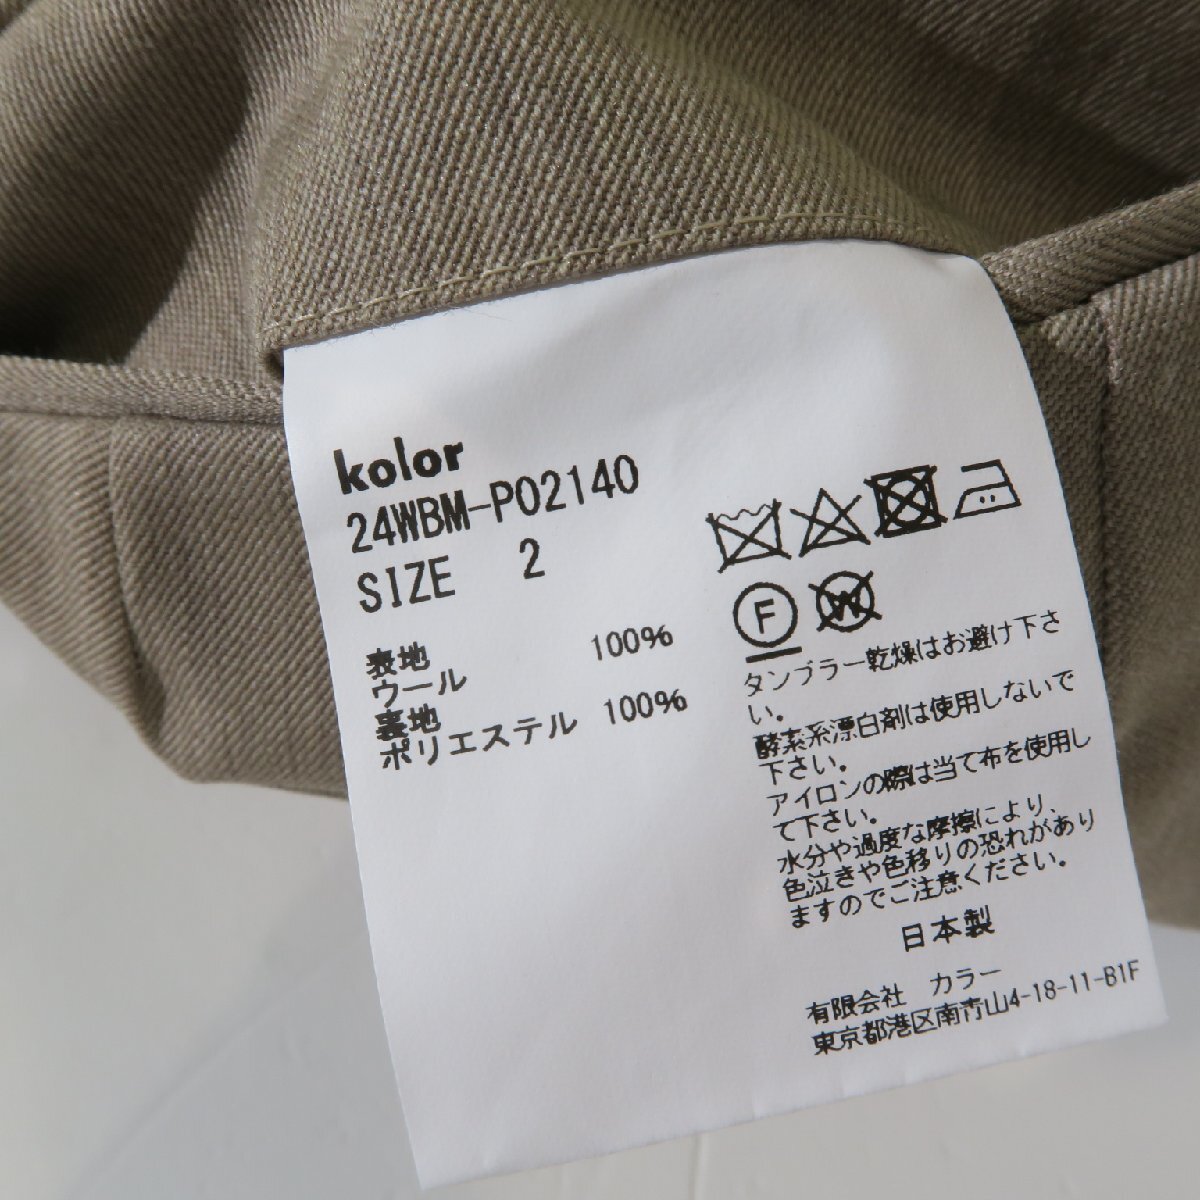 kolor
24WBM-P02140
SIZE 2
表地
ウール 100%
裏地
ポリエステル 100%
F
W
タンブラー乾燥はお避け下さ
い。
酵素系漂白剤は使用しないで
下さい。
アイロンの際は当て布を使用し
て下さい。
水分や過度な摩擦により、
色泣きや色移りの恐れがあり
ますのでご注意ください。
日本製
有限会社 カラー
東京都港区南青山4-18-11-B1F